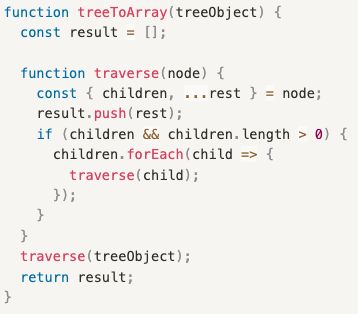 function treeToArray(treeObject) {
  const result = [];

  function traverse(node) {
    const { children, ...rest } = node;
    result.push(rest);
    if (children && children.length > 0) {
      children.forEach(child => {
        traverse(child);
      });
    }
  }
  traverse(treeObject);
  return result;
}